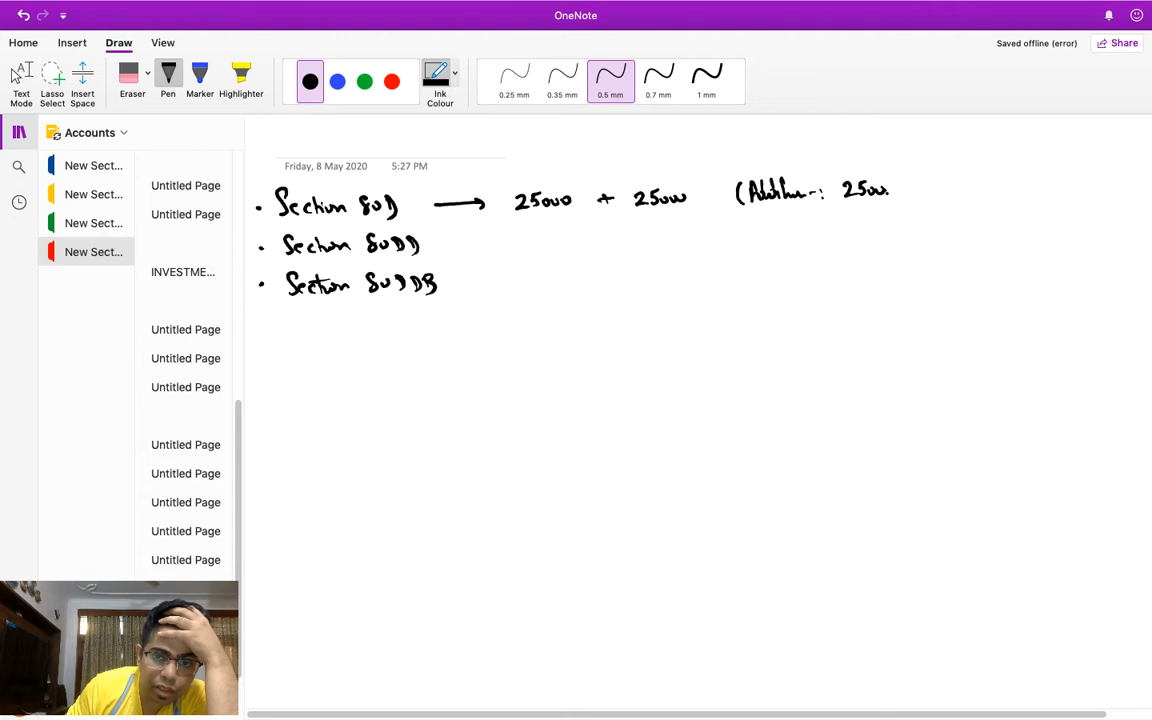 OneNote
Home Insert Draw View
Saved offline (error) Share
Text Mode
Lasso Select
Insert Space
Eraser
Pen
Marker
Highlighter
Ink Colour
0.25 mm
0.35 mm
0.5 mm
0.7 mm
1 mm
Accounts
New Sect...
New Sect...
New Sect...
New Sect...
Untitled Page
Untitled Page
INVESTME...
Untitled Page
Untitled Page
Untitled Page
Untitled Page
Untitled Page
Untitled Page
Untitled Page
Untitled Page
Friday, 8 May 2020 5:27 PM
• Section 80D → 25000 + 25000 ( : 25000
• Section 80DD
• Section 80DDB